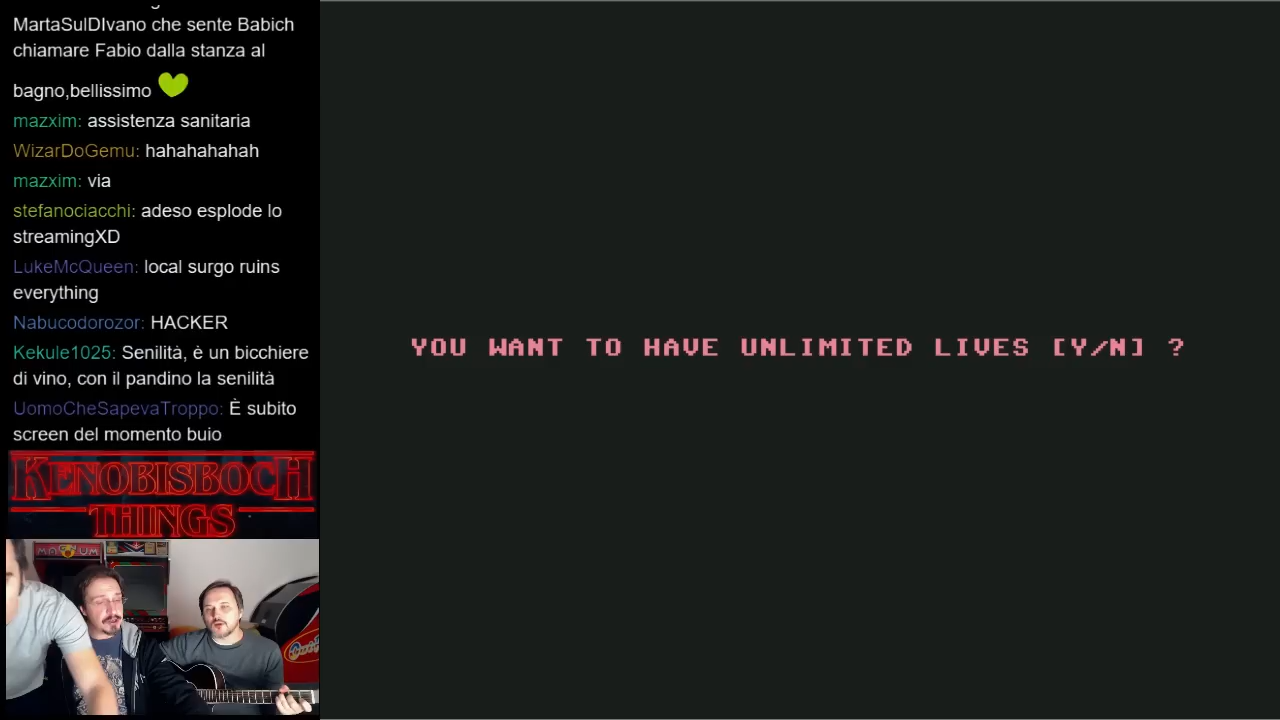 MartaSulDIvano che sente Babich
chiamare Fabio dalla stanza al
bagno,bellissimo
mazxim: assistenza sanitaria
WizarDoGemu: hahahahahah
mazxim: via
stefanociacchi: adeso esplode lo
streamingXD
LukeMcQueen: local surgo ruins
everything
Nabucodorozor: HACKER
Kekule1025: Senilità, è un bicchiere
di vino, con il pandino la senilità
UomoCheSapevaTroppo: È subito
screen del momento buio
KENOBISBOCH
THINGS
MAGNUM
YOU WANT TO HAVE UNLIMITED LIVES [Y/N] ?